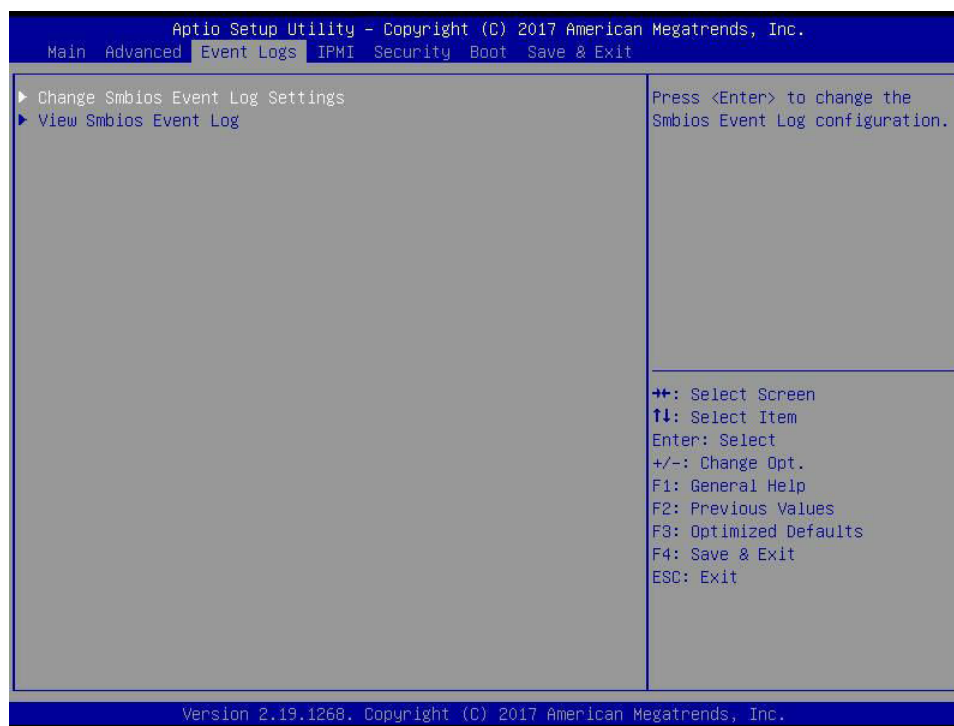 Aptio Setup Utility – Copyright (C) 2017 American Megatrends, Inc.
Main Advanced Event Logs IPMI Security Boot Save & Exit
▶ Change Smbios Event Log Settings
▶ View Smbios Event Log
Press <Enter> to change the
Smbios Event Log configuration.
→←: Select Screen
↑↓: Select Item
Enter: Select
+/-: Change Opt.
F1: General Help
F2: Previous Values
F3: Optimized Defaults
F4: Save & Exit
ESC: Exit
Version 2.19.1268. Copyright (C) 2017 American Megatrends, Inc.